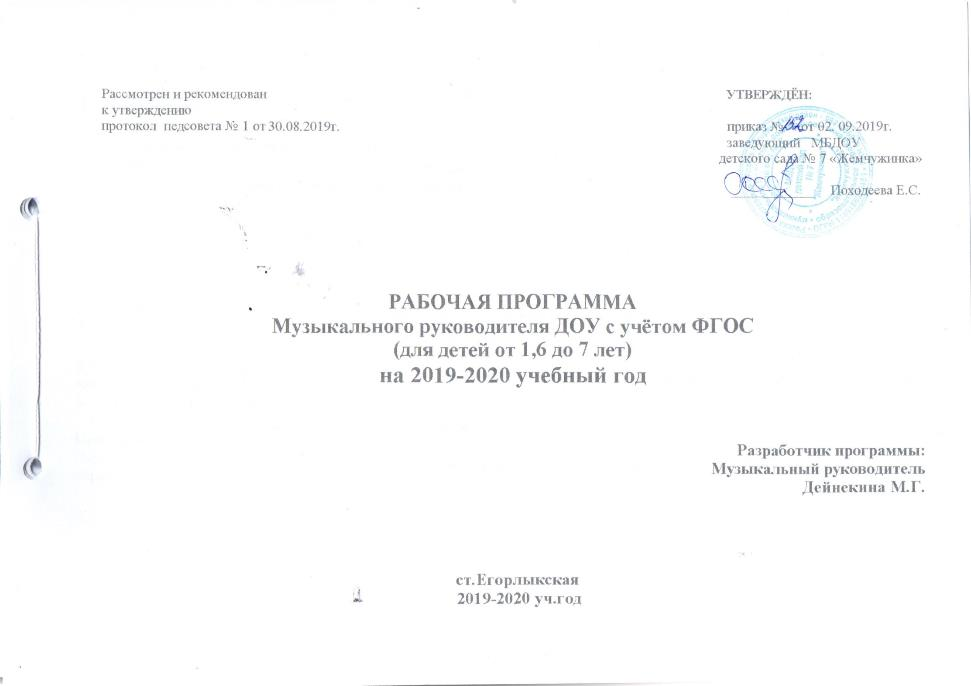 Рассмотрен и рекомендован
к утверждению
протокол педсовета № 1 от 30.08.2019г.
УТВЕРЖДЁН:
приказ № от 02. 09.2019г.
заведующий МБДОУ
детского сада № 7 «Жемчужинка»
Походеева Е.С.
РАБОЧАЯ ПРОГРАММА
Музыкального руководителя ДОУ с учётом ФГОС
(для детей от 1,6 до 7 лет)
на 2019-2020 учебный год
Разработчик программы:
Музыкальный руководитель
Дейнекина М.Г.
ст.Егорлыкская
2019-2020 уч.год